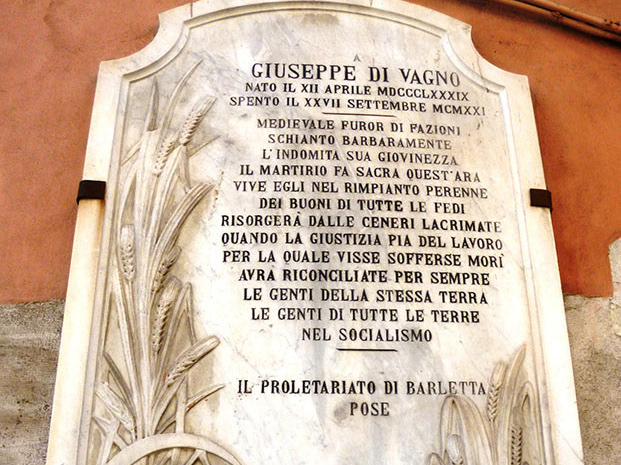 A
GIUSEPPE DI VAGNO
NATO IL XII APRILE MDCCCLXXXIX
SPENTO IL XXVII SETTEMBRE MCMXXI
MEDIEVALE FUROR DI FAZIONI
SCHIANTO BARBARAMENTE
L'INDOMITA SUA GIOVINEZZA
IL MARTIRIO FA SACRA QUEST'ARA
VIVE EGLI NEL RIMPIANTO PERENNE
DEI BUONI DI TUTTE LE FEDI
RISORGERÀ DALLE CENERI LACRIMATE
QUANDO LA GIUSTIZIA PIA DEL LAVORO
PER LA QUALE VISSE SOFFERSE MORÌ
AVRA RICONCILIATE PER SEMPRE
LE GENTI DELLA STESSA TERRA
LE GENTI DI TUTTE LE TERRE
NEL SOCIALISMO
IL PROLETARIATO DI BARLETTA
POSE